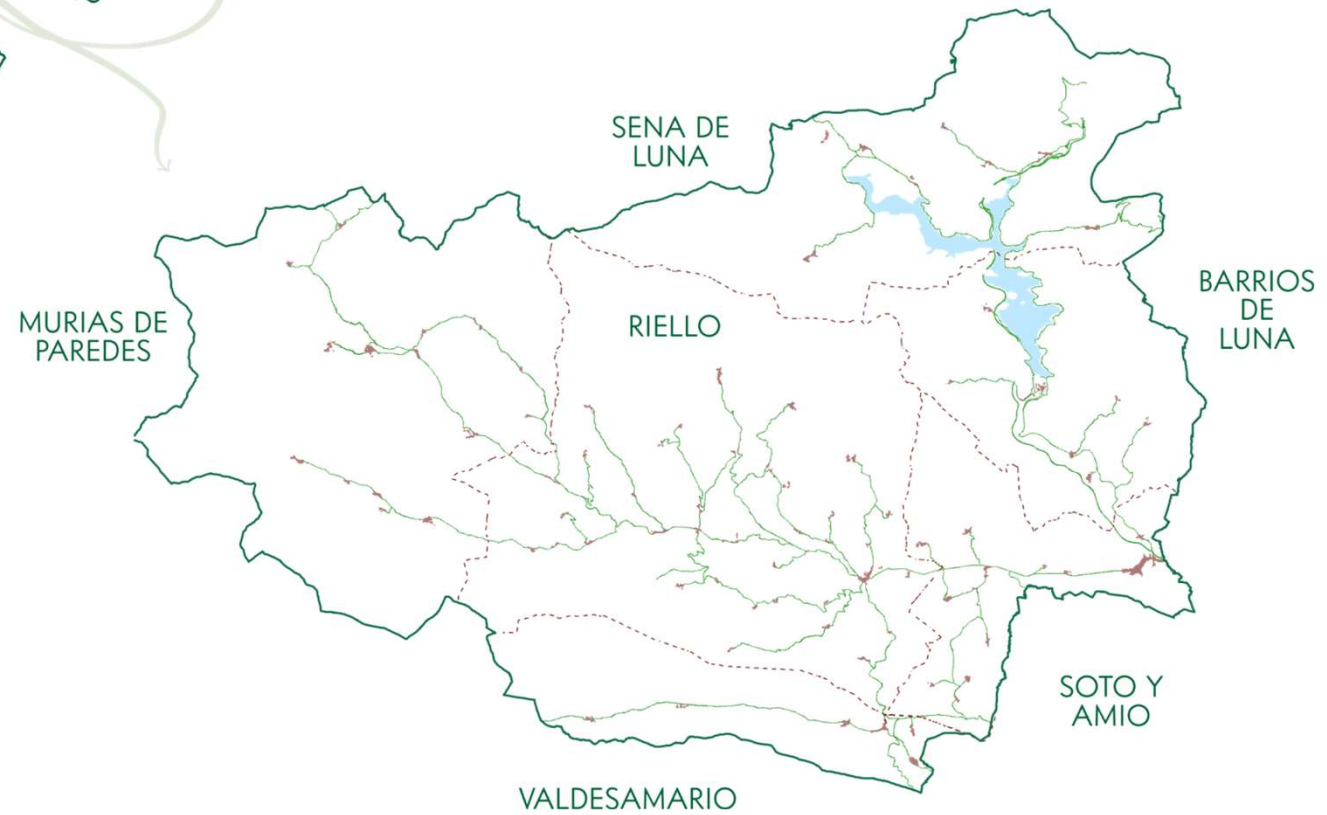 SENA DE
LUNA
MURIAS DE
PAREDES
RIELLO
BARRIOS
DE
LUNA
SOTO Y
AMIO
VALDESAMARIO